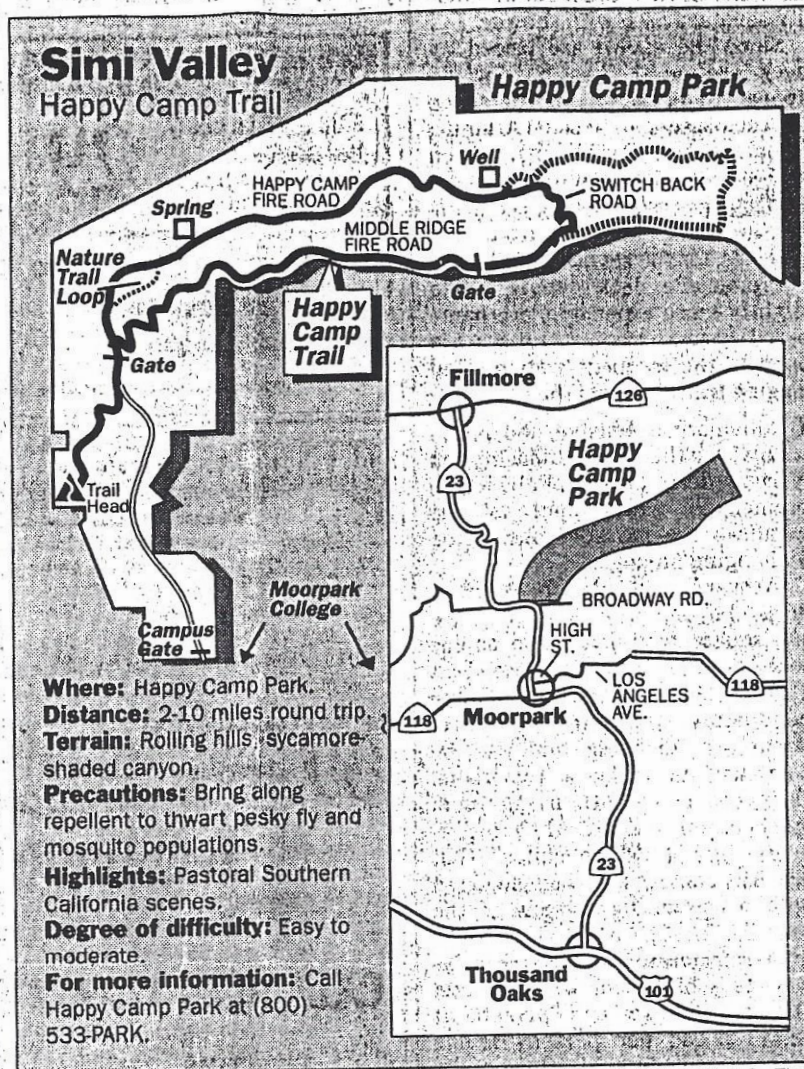 Simi Valley
Happy Camp Trail
Happy Camp Park
Well
HAPPY CAMP
FIRE ROAD
SWITCH BACK
ROAD
Spring
MIDDLE RIDGE
FIRE ROAD
Nature
Trail
Loop
Gate
Happy
Camp
Trail
Gate
Trail
Head
Campus
Gate
Moorpark
College
Fillmore
126
23
Happy
Camp
Park
BROADWAY RD.
HIGH
ST.
118
Moorpark
LOS
ANGELES
AVE.
118
23
Thousand
Oaks
101
Where: Happy Camp Park.
Distance: 2-10 miles round trip.
Terrain: Rolling hills, sycamore-
shaded canyon.
Precautions: Bring along
repellent to thwart pesky fly and
mosquito populations.
Highlights: Pastoral Southern
California scenes.
Degree of difficulty: Easy to
moderate.
For more information: Call
Happy Camp Park at (800)
533-PARK.